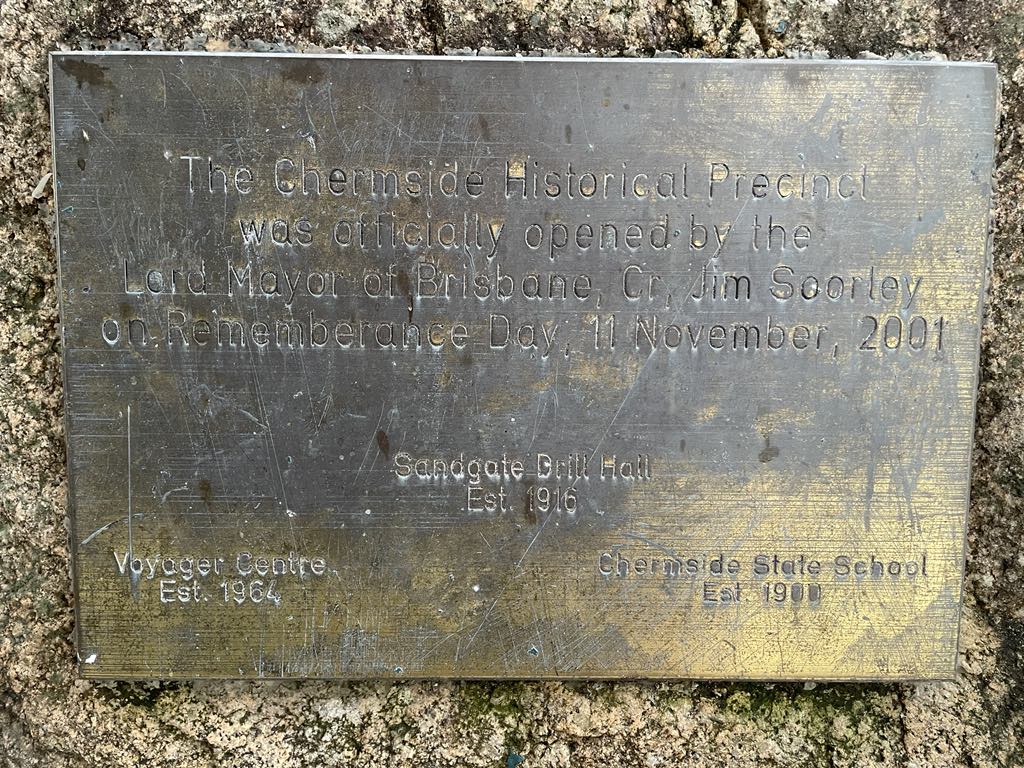 The Chermside Historical Precinct
was officially opened by the
Lord Mayor of Brisbane, Cr, Jim Soorley
on Rememberance Day, 11 November, 2001
Sandgate Drill Hall
Est. 1916
Voyager Centre
Est. 1964
Chermside State School
Est. 1900